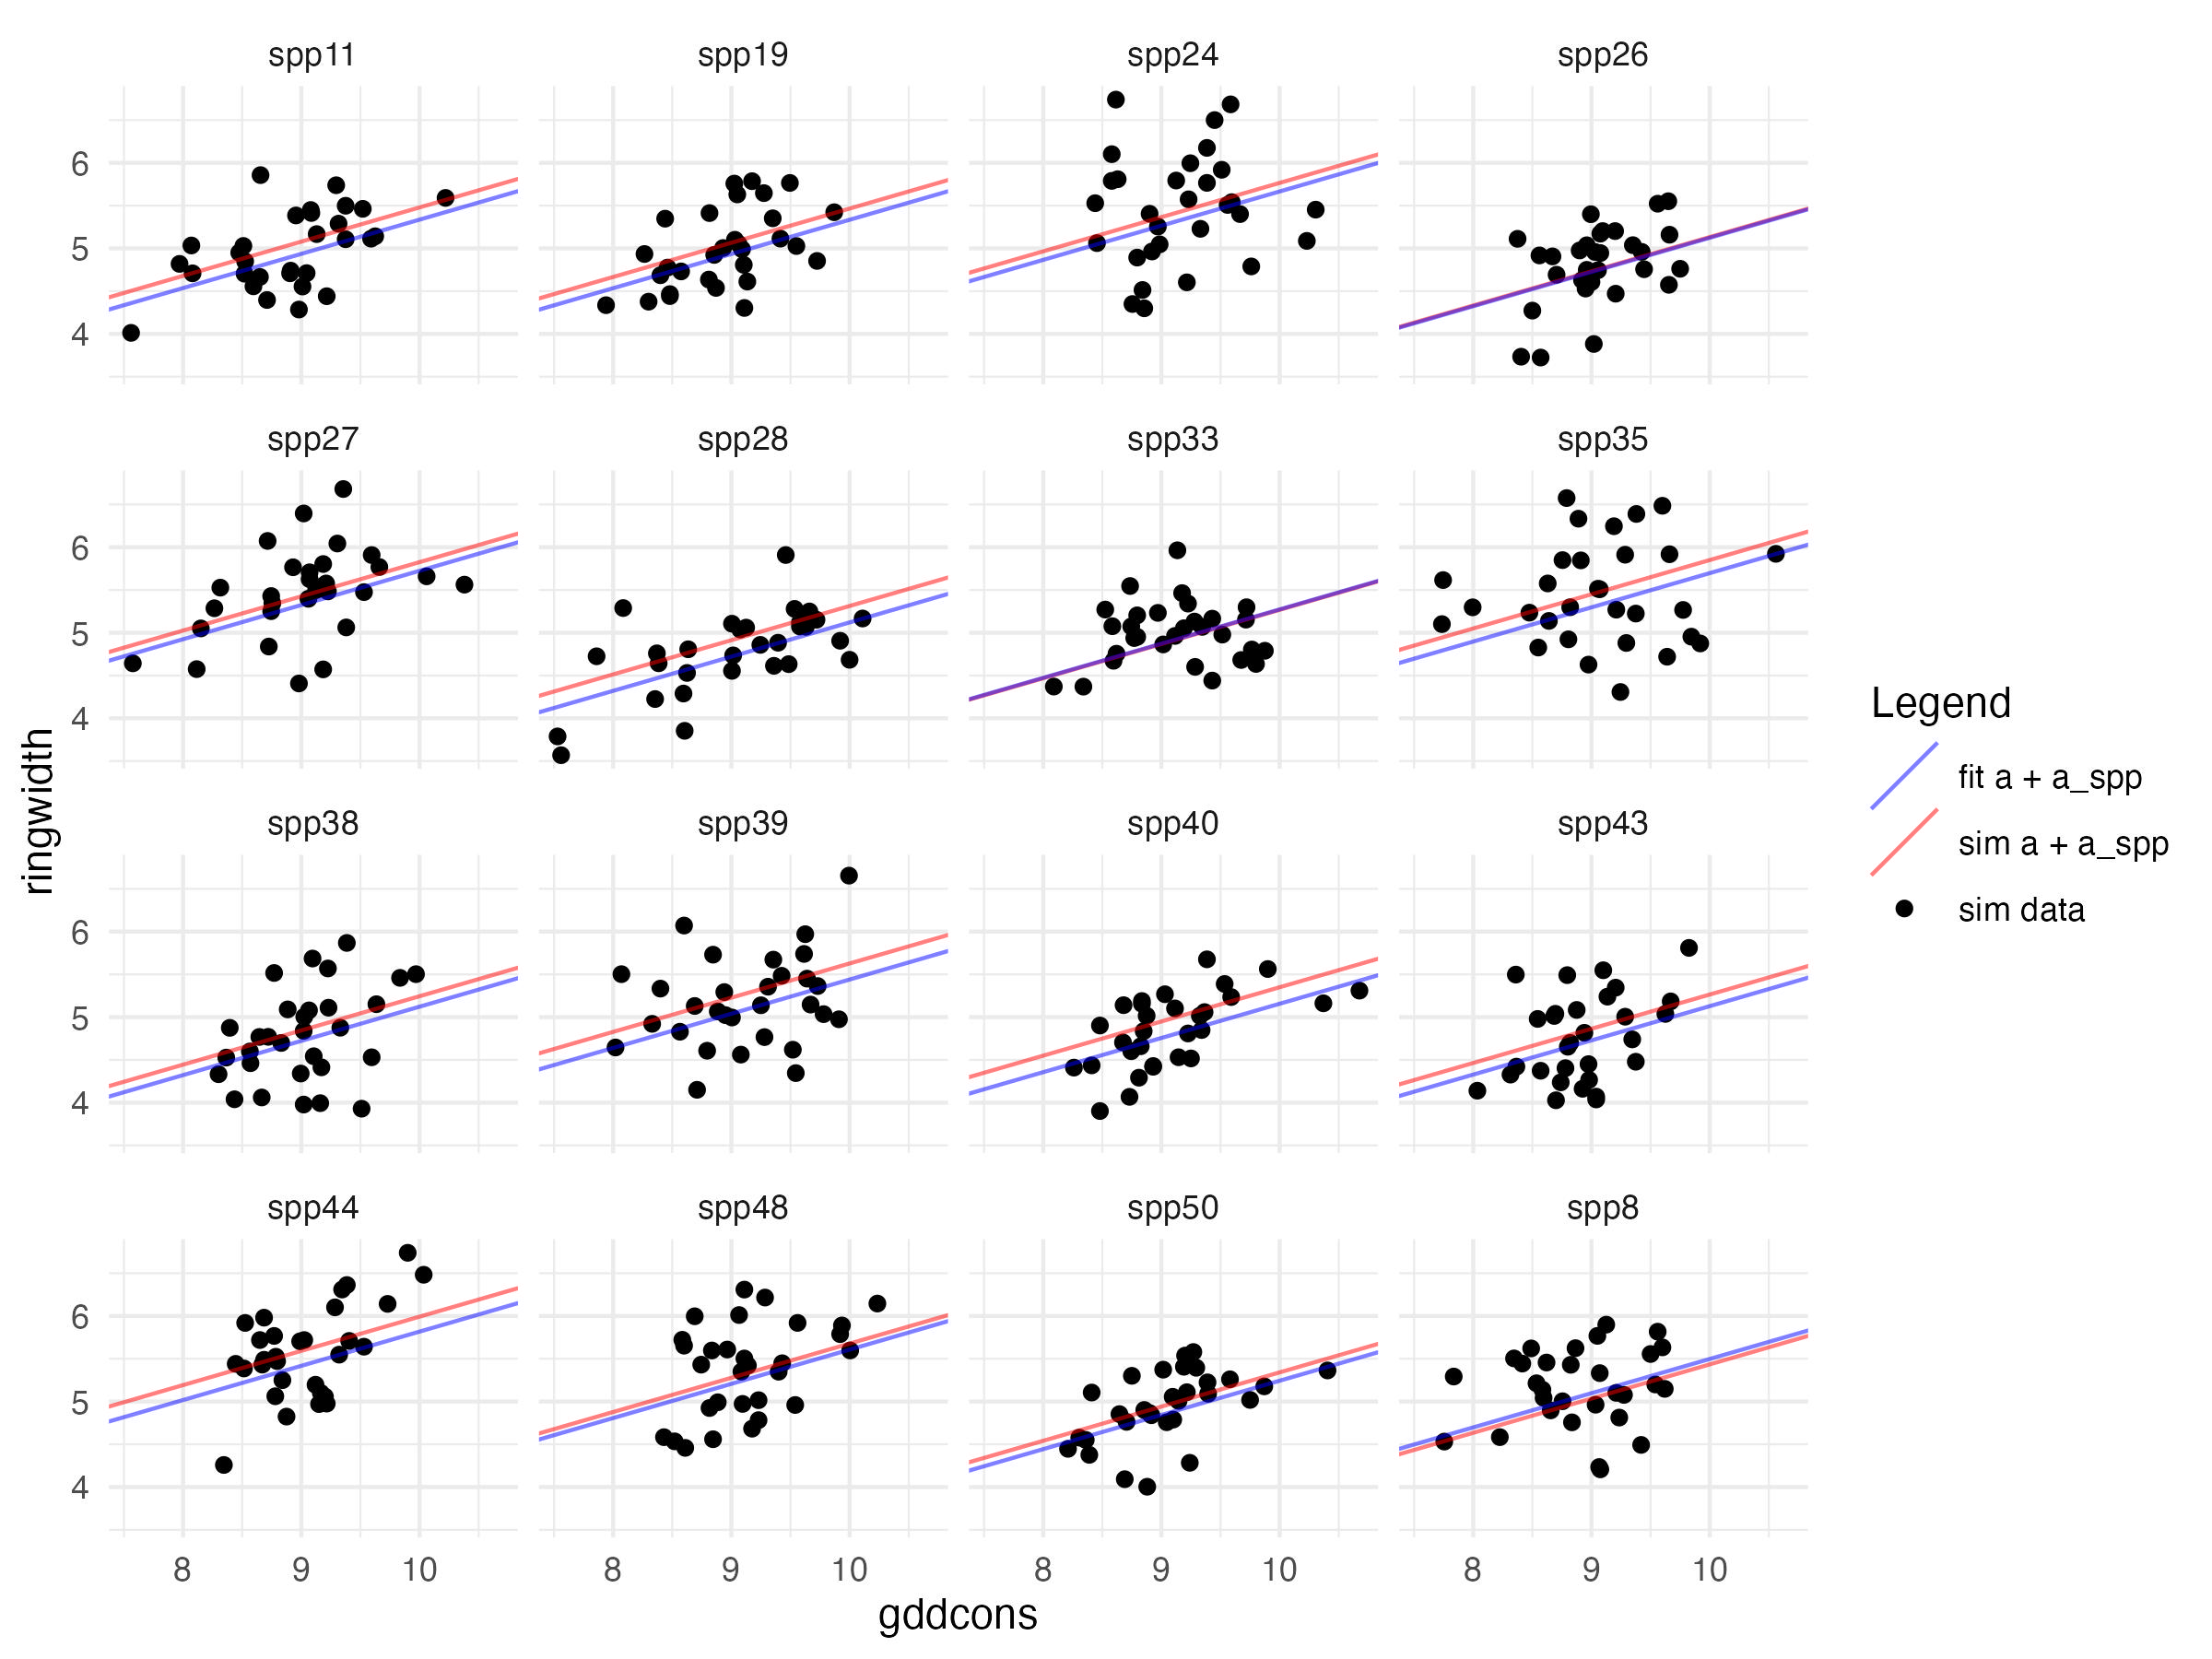 spp11 spp19 spp24 spp26
6
5
4
spp27 spp28 spp33 spp35
6
5
4
spp38 spp39 spp40 spp43
6
5
4
spp44 spp48 spp50 spp8
6
5
4
8 9 10 8 9 10 8 9 10 8 9 10
gddcons
ringwidth
Legend
fit a + a_spp
sim a + a_spp
sim data